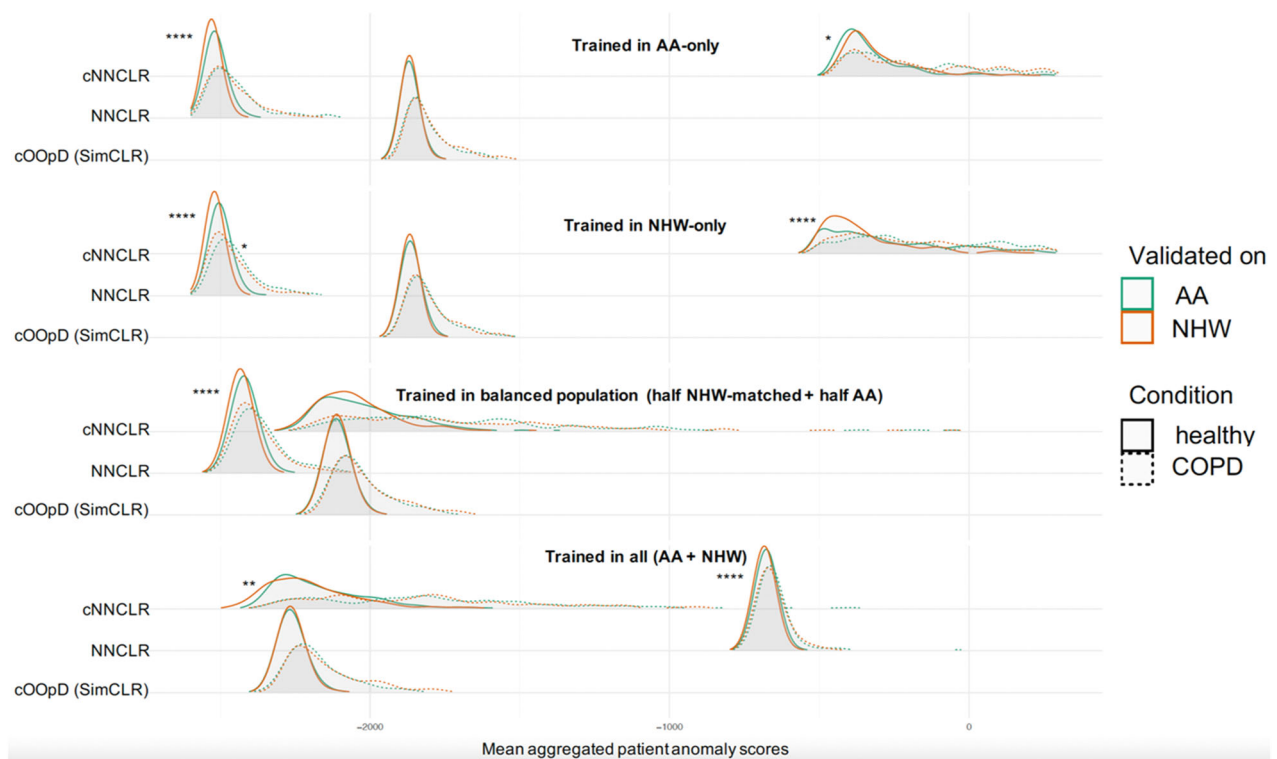 Trained in AA-only
****
*
cNNCLR
NNCLR
cOOpD (SimCLR)
Trained in NHW-only
****
*
****
cNNCLR
NNCLR
cOOpD (SimCLR)
Trained in balanced population (half NHW-matched + half AA)
****
cNNCLR
NNCLR
cOOpD (SimCLR)
Trained in all (AA + NHW)
**
****
cNNCLR
NNCLR
cOOpD (SimCLR)
−2000 −1000 0
Mean aggregated patient anomaly scores
Validated on
AA
NHW
Condition
healthy
COPD